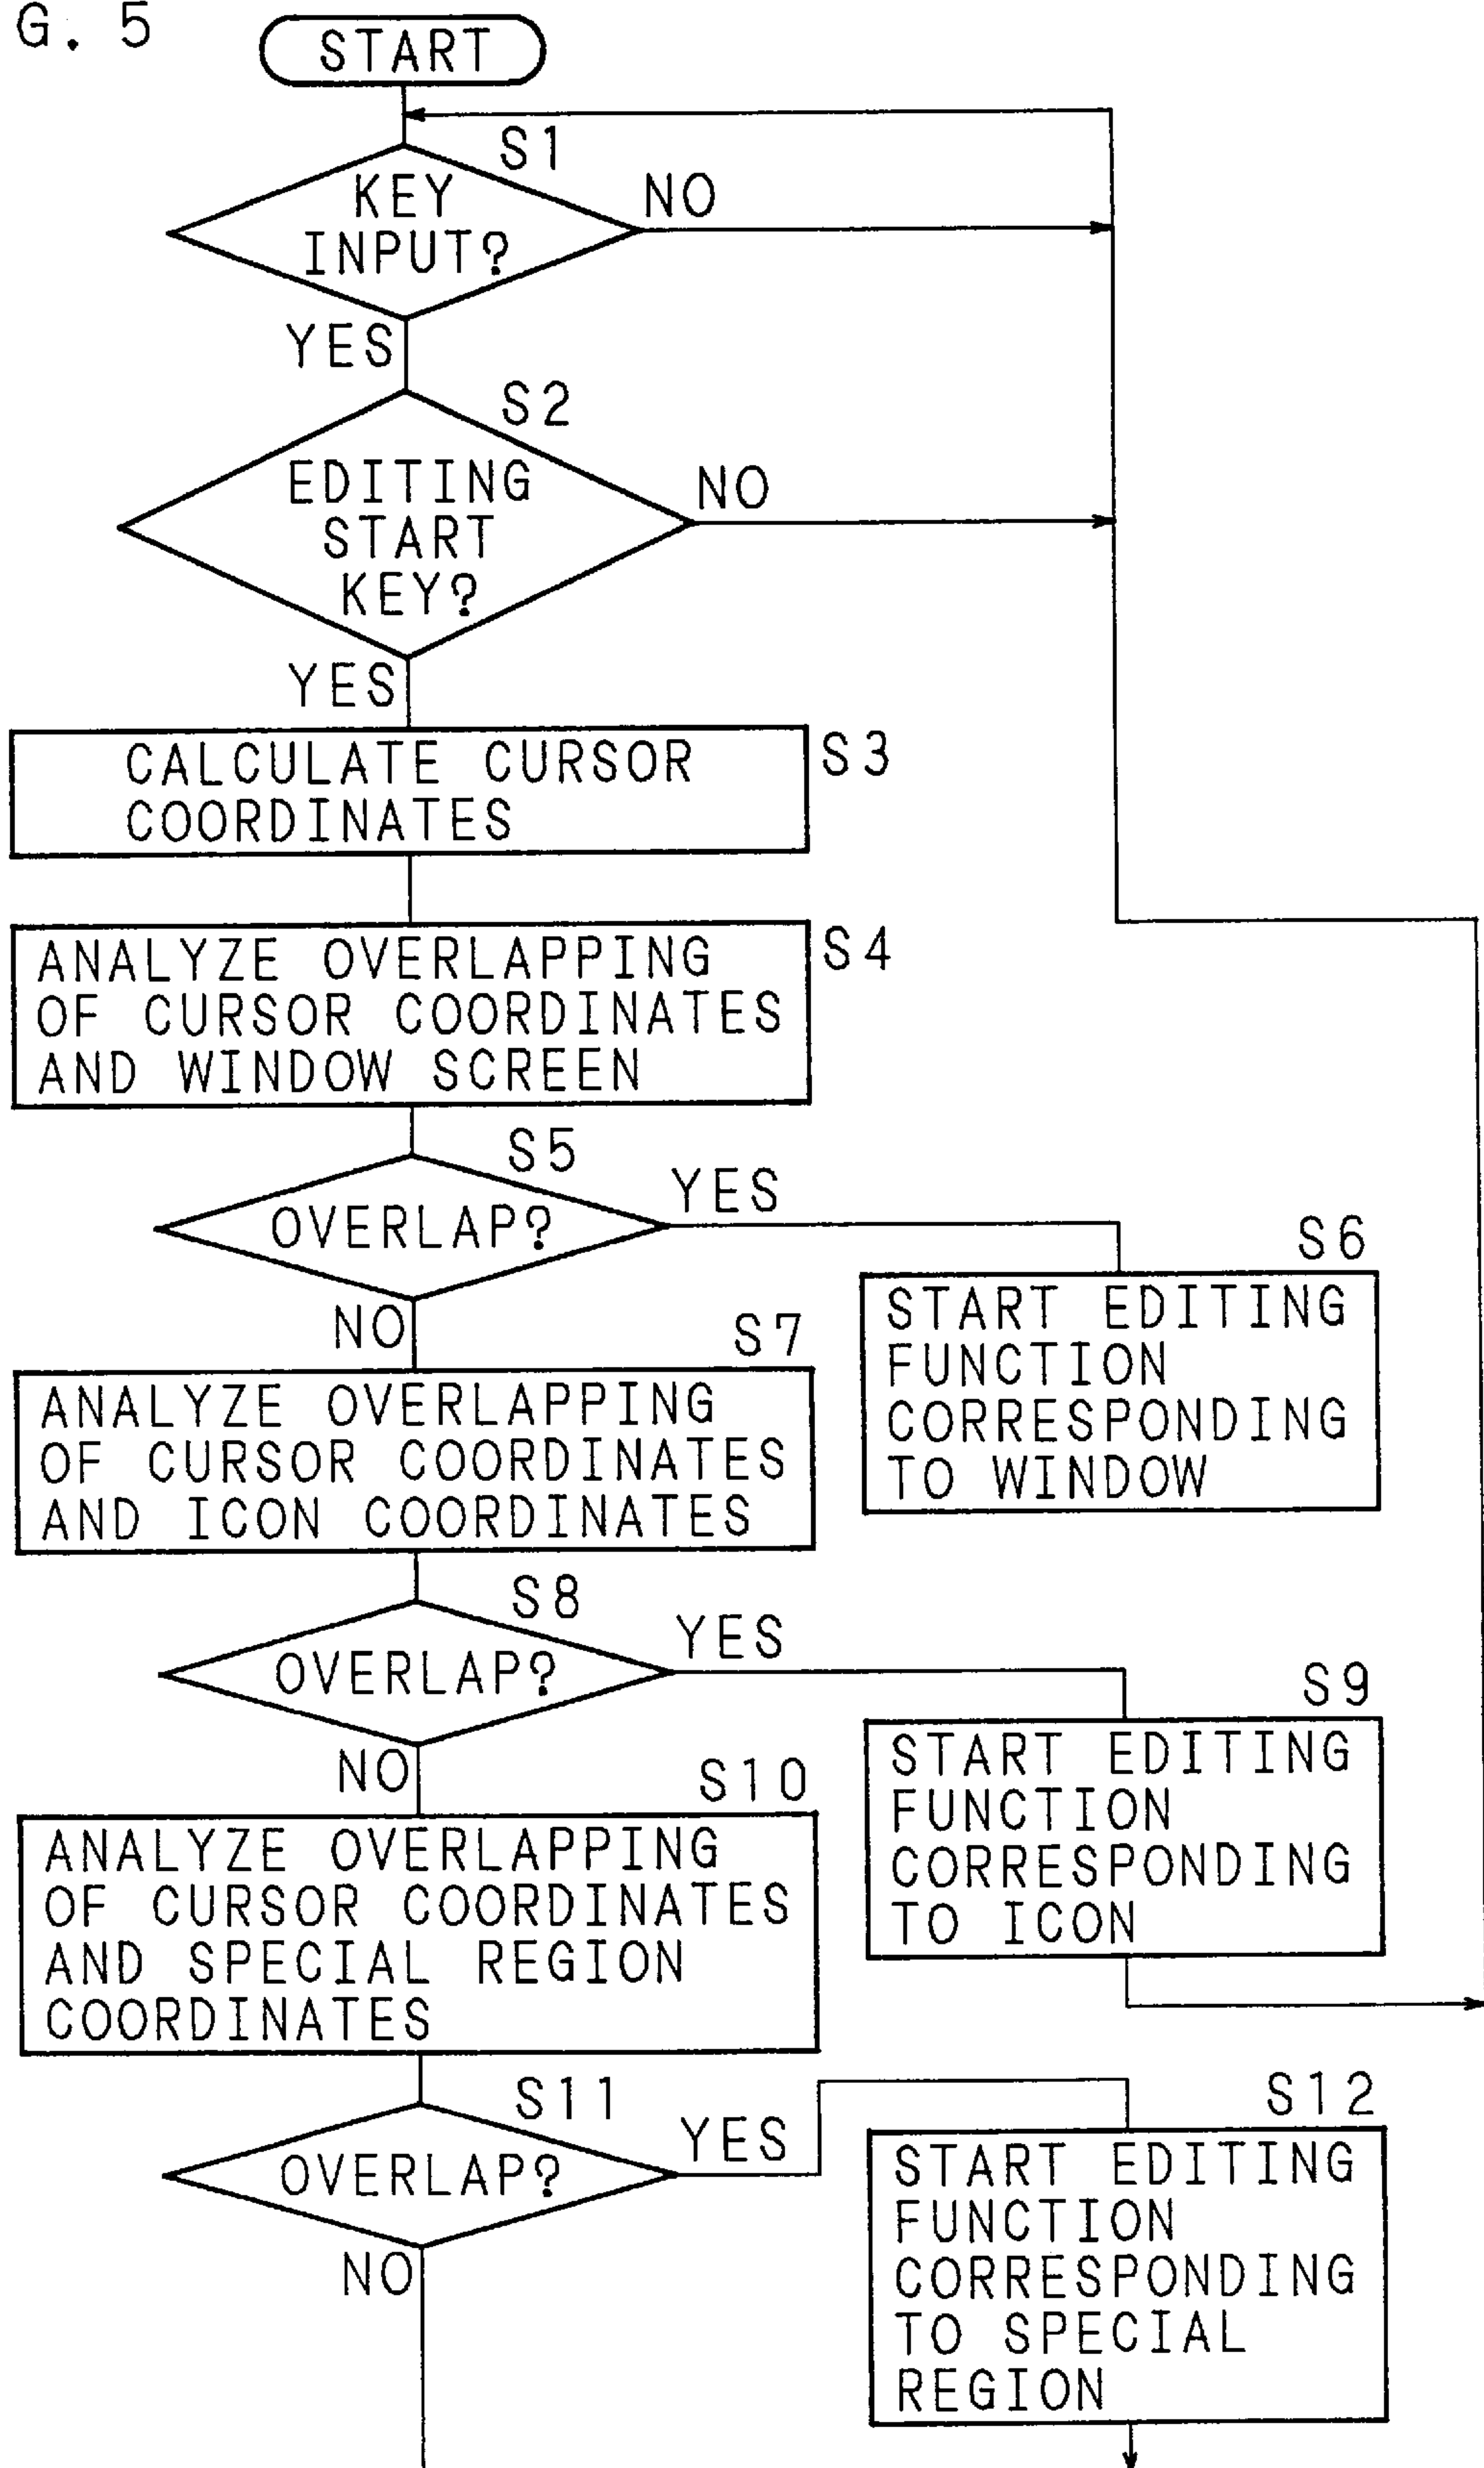 G. 5
START
S1
KEY
INPUT?
NO
YES
S2
EDITING
START
KEY?
NO
YES
CALCULATE CURSOR
COORDINATES
S3
ANALYZE OVERLAPPING
OF CURSOR COORDINATES
AND WINDOW SCREEN
S4
S5
OVERLAP?
YES
NO
S6
START EDITING
FUNCTION
CORRESPONDING
TO WINDOW
S7
ANALYZE OVERLAPPING
OF CURSOR COORDINATES
AND ICON COORDINATES
S8
OVERLAP?
YES
NO
S9
START EDITING
FUNCTION
CORRESPONDING
TO ICON
S10
ANALYZE OVERLAPPING
OF CURSOR COORDINATES
AND SPECIAL REGION
COORDINATES
S11
OVERLAP?
YES
NO
S12
START EDITING
FUNCTION
CORRESPONDING
TO SPECIAL
REGION